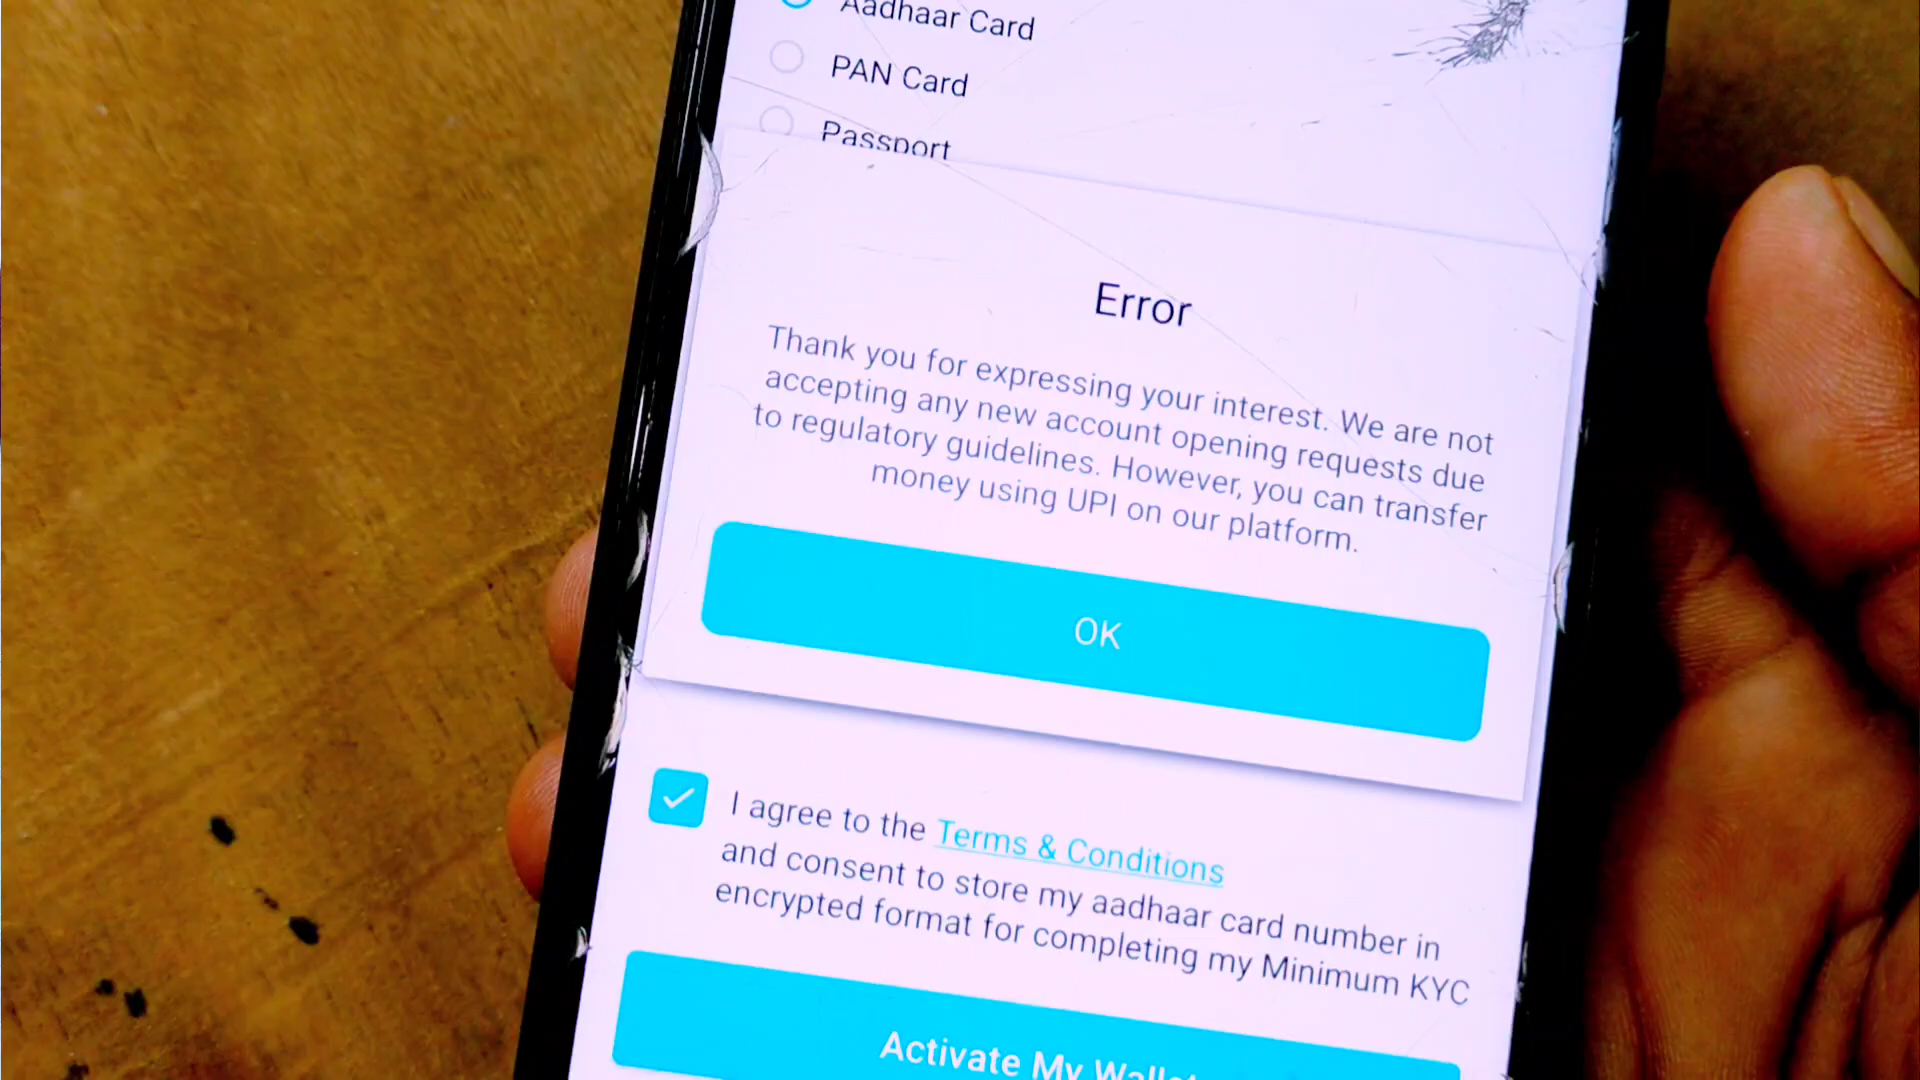 Aadhaar Card
PAN Card
Passport
Error
Thank you for expressing your interest. We are not
accepting any new account opening requests due
to regulatory guidelines. However, you can transfer
money using UPI on our platform.
OK
I agree to the Terms & Conditions
and consent to store my aadhaar card number in
encrypted format for completing my Minimum KYC
Activate My Wallet